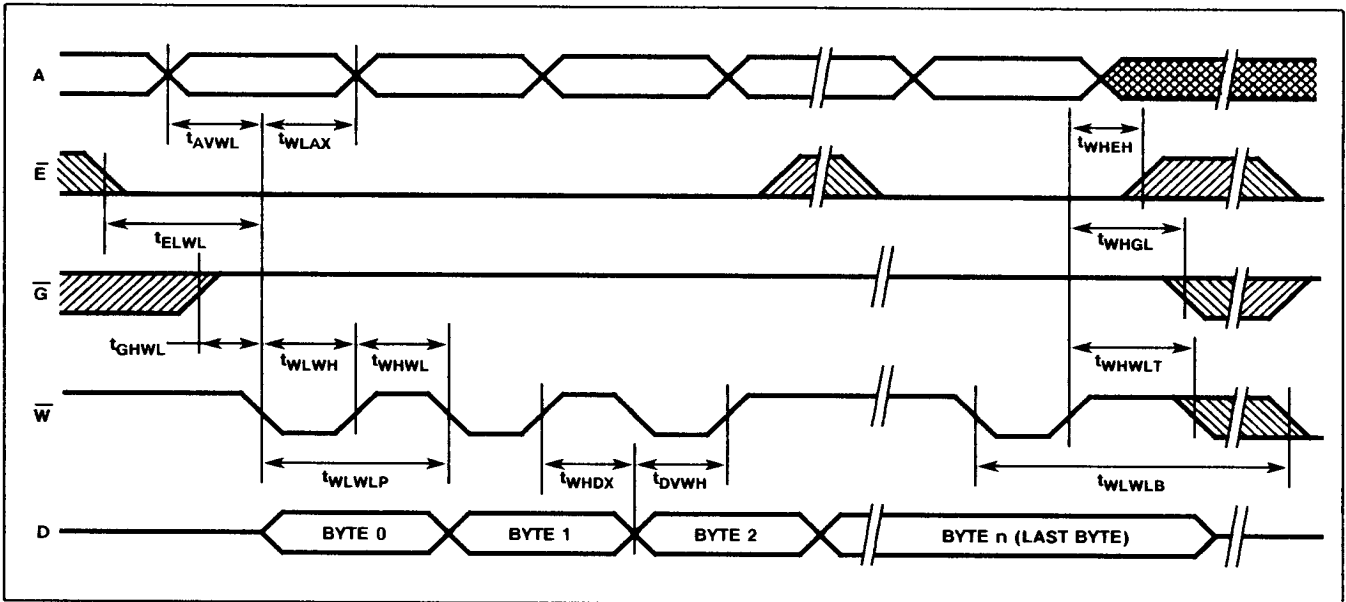 A
tAVWL tWLAX tWHEH
E̅
tELWL tWHGL
G̅
tGHWL tWLWH tWHWL tWHWLT
W̅
tWLWLP tWHDX tDVWH tWLWLB
D BYTE 0 BYTE 1 BYTE 2 BYTE n (LAST BYTE)